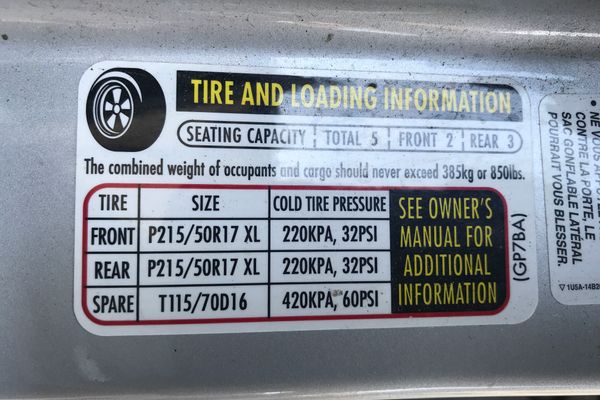 TIRE AND LOADING INFORMATION
SEATING CAPACITY TOTAL 5 FRONT 2 REAR 3
The combined weight of occupants and cargo should never exceed 385kg or 850lbs.
TIRE SIZE COLD TIRE PRESSURE
FRONT P215/50R17 XL 220KPA, 32PSI
REAR P215/50R17 XL 220KPA, 32PSI
SPARE T115/70D16 420KPA, 60PSI
SEE OWNER'S
MANUAL FOR
ADDITIONAL
INFORMATION
(GP7BA)
• NE VOUS
CONTRE LA PORTE, LE
SAC GONFLABLE LATÉRAL
POURRAIT VOUS BLESSER.